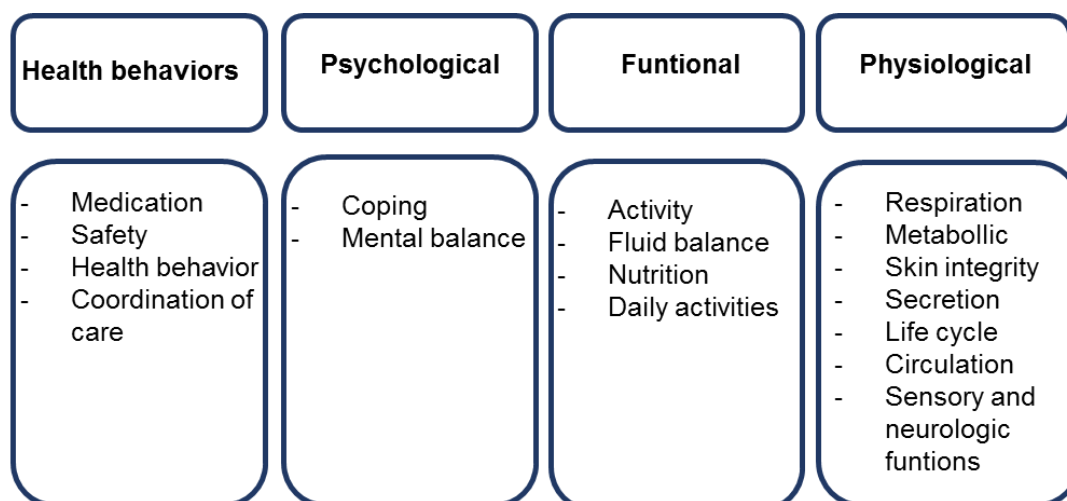 Health behaviors
Psychological
Funtional
Physiological
- Medication
- Safety
- Health behavior
- Coordination of
care
- Coping
- Mental balance
- Activity
- Fluid balance
- Nutrition
- Daily activities
- Respiration
- Metabollic
- Skin integrity
- Secretion
- Life cycle
- Circulation
- Sensory and
neurologic
funtions